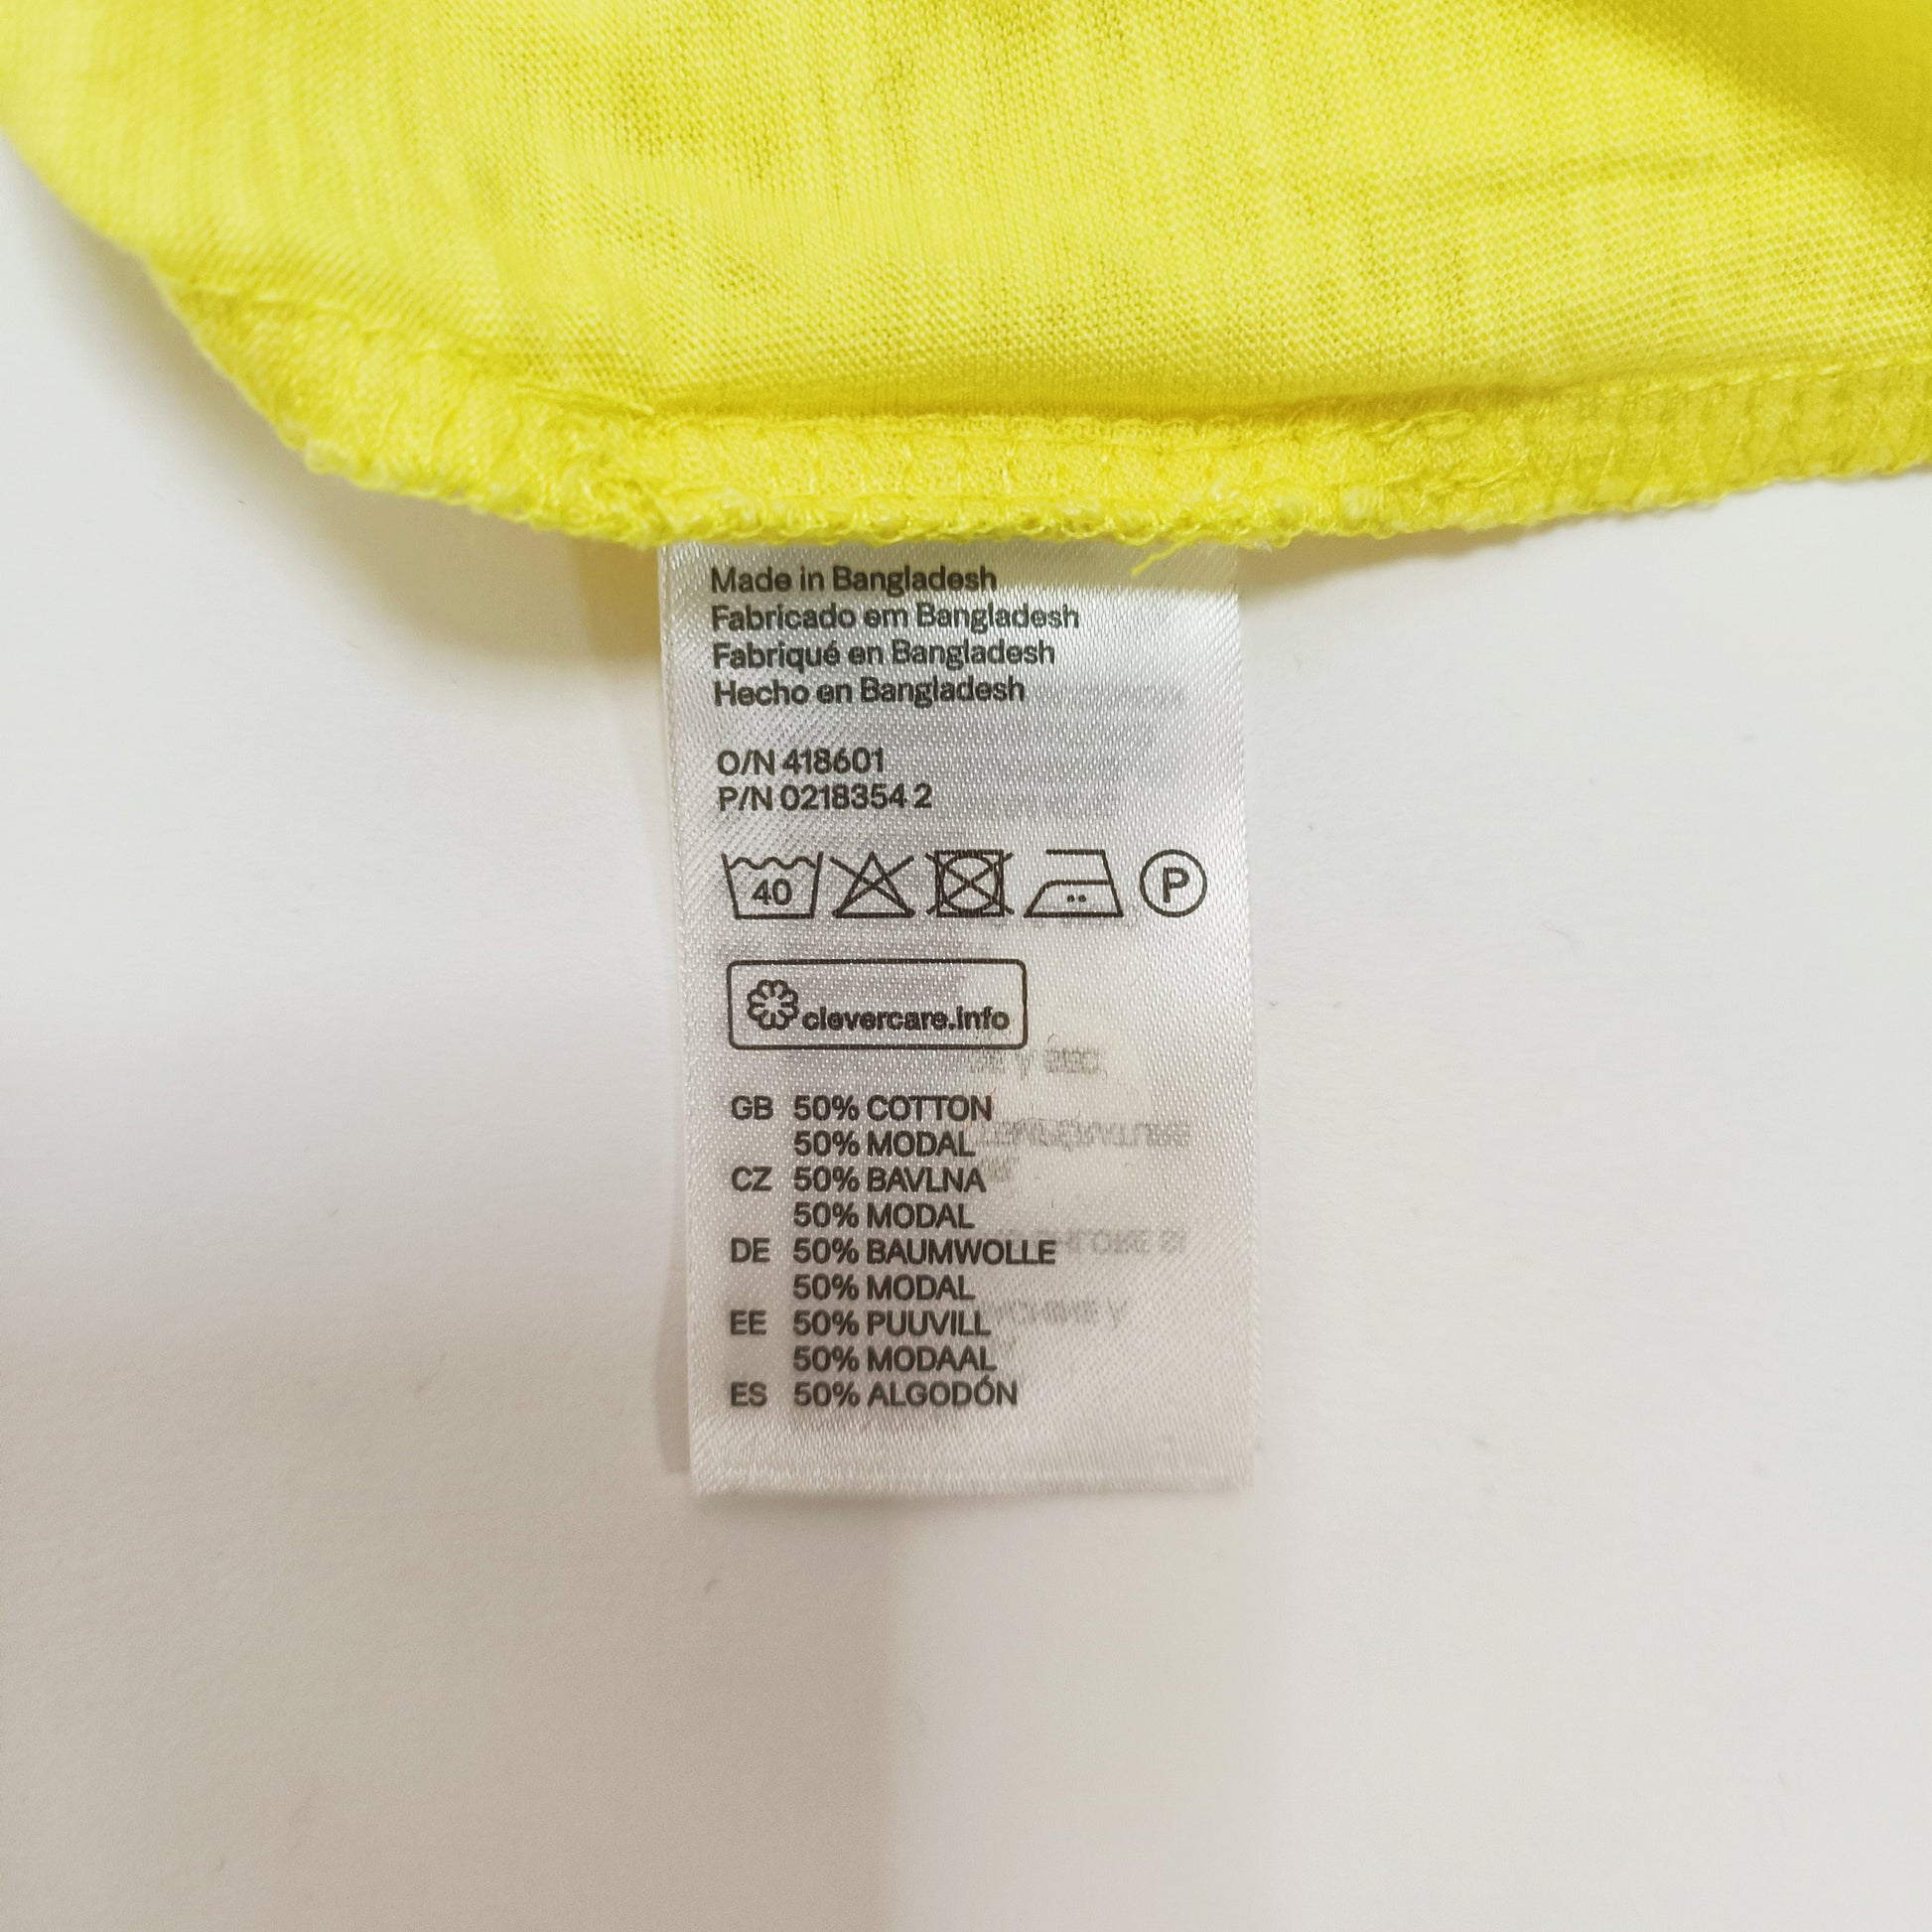 Made in Bangladesh
Fabricado em Bangladesh
Fabriqué en Bangladesh
Hecho en Bangladesh
O/N 418601
P/N 0218354 2
40
P
clevercare.info
GB 50% COTTON
50% MODAL
CZ 50% BAVLNA
50% MODAL
DE 50% BAUMWOLLE
50% MODAL
EE 50% PUUVILL
50% MODAAL
ES 50% ALGODÓN